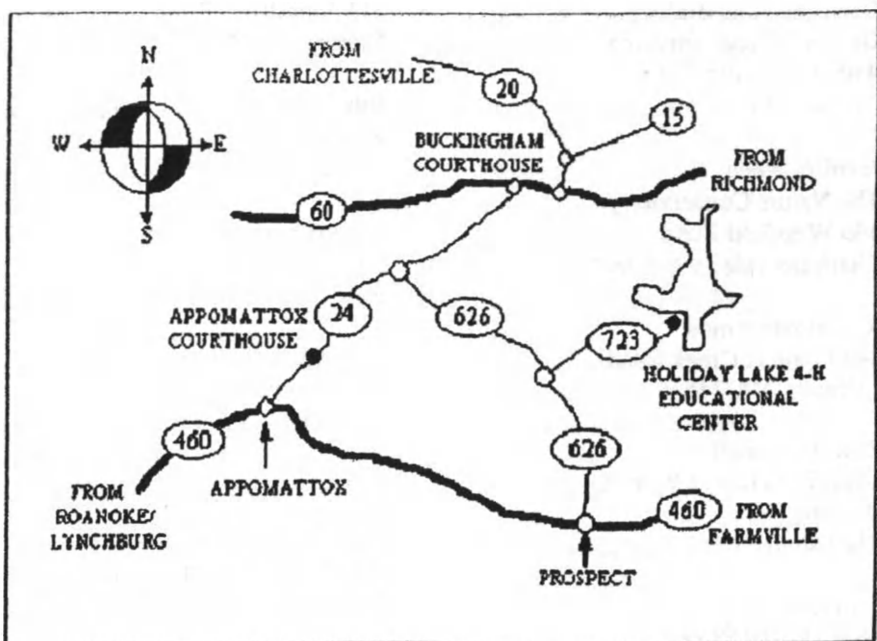 N
W
E
S
FROM
CHARLOTTESVILLE
20
15
BUCKINGHAM
COURTHOUSE
FROM
RICHMOND
60
24
APPOMATTOX
COURTHOUSE
626
723
HOLIDAY LAKE 4-H
EDUCATIONAL
CENTER
460
626
APPOMATTOX
FROM
ROANOKE/
LYNCHBURG
460
FROM
FARMVILLE
PROSPECT